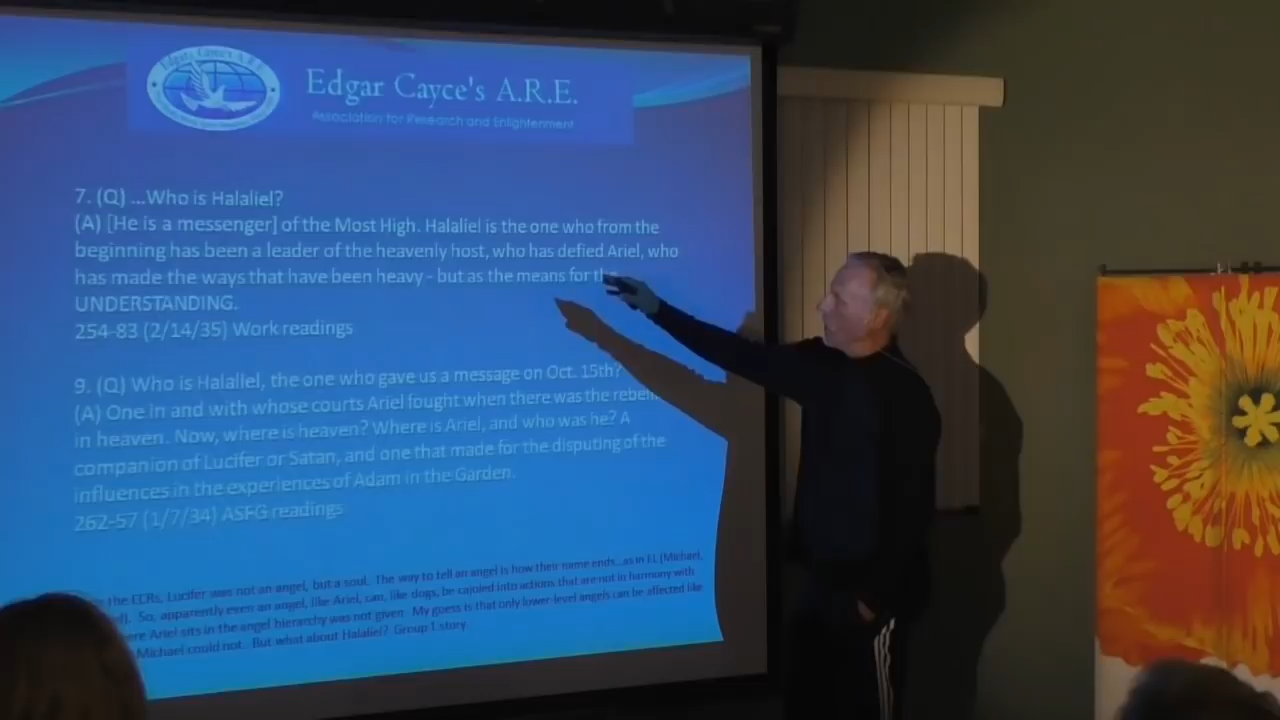 Edgar Cayce's A.R.E.
Edgar Cayce's A.R.E.
Association for Research and Enlightenment
7. (Q) ...Who is Halaliel?
(A) [He is a messenger] of the Most High. Halaliel is the one who from the
beginning has been a leader of the heavenly host, who has defied Ariel, who
has made the ways that have been heavy - but as the means for the
UNDERSTANDING.
254-83 (2/14/35) Work readings
9. (Q) Who is Halaliel, the one who gave us a message on Oct. 15th?
(A) One in and with whose courts Ariel fought when there was the
in heaven. Now, where is heaven? Where is Ariel, and who was he? A
companion of Lucifer or Satan, and one that made for the disputing of the
influences in the experiences of Adam in the Garden.
262-57 (1/7/34) ASFG readings
the ECRs, Lucifer was not an angel, but a soul. The way to tell an angel is how their name ends...as in EL (Michael,
So, apparently even an angel, like Ariel, can, like dogs, be cajoled into actions that are not in harmony with
Ariel sits in the angel hierarchy was not given. My guess is that only lower-level angels can be affected like
Michael could not. But what about Halaliel? Group 1 story.